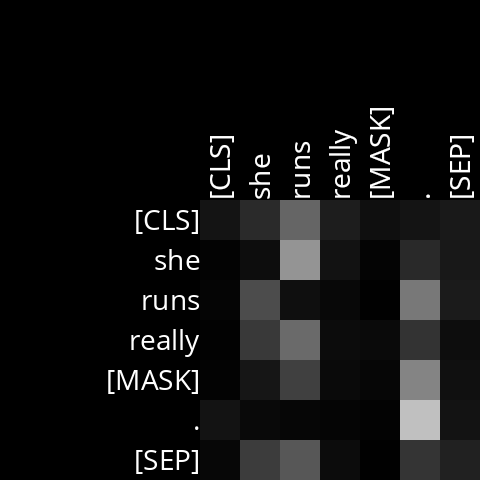 [CLS] she runs really [MASK] . [SEP]
[CLS]
she
runs
really
[MASK]
.
[SEP]